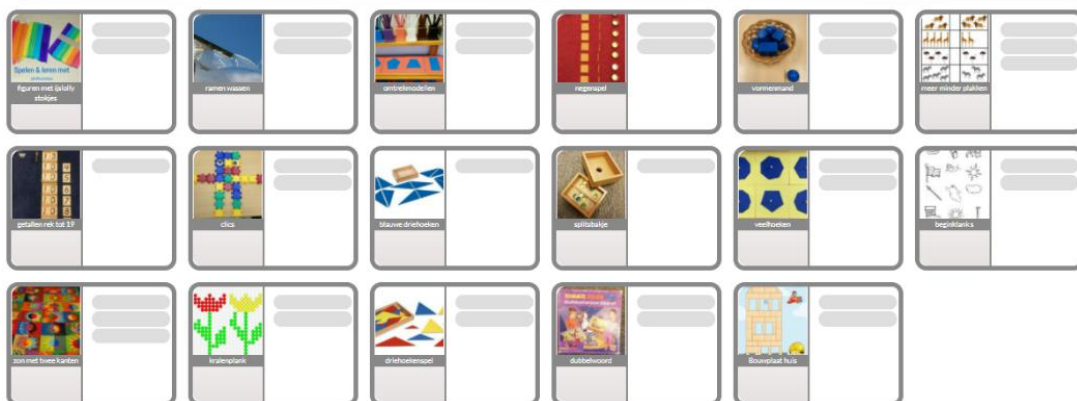 Spelen & leren met
figuren met ijslolly
stokjes
ramen wassen
omtrekmodellen
negenspel
vormenmand
meer minder plakken
getallen rek tot 19
clics
blauwe driehoeken
splitsbakje
veelhoeken
beginklanks
zon met twee kanten
kralenplank
driehoekenspel
dubbelwoord
Bouwplaat huis